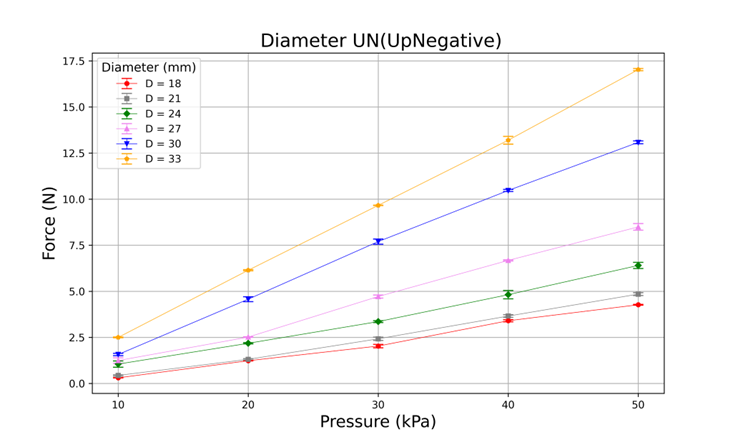 Diameter UN(UpNegative)
Force (N)
17.5
15.0
12.5
10.0
7.5
5.0
2.5
0.0
Diameter (mm)
D = 18
D = 21
D = 24
D = 27
D = 30
D = 33
10 20 30 40 50
Pressure (kPa)